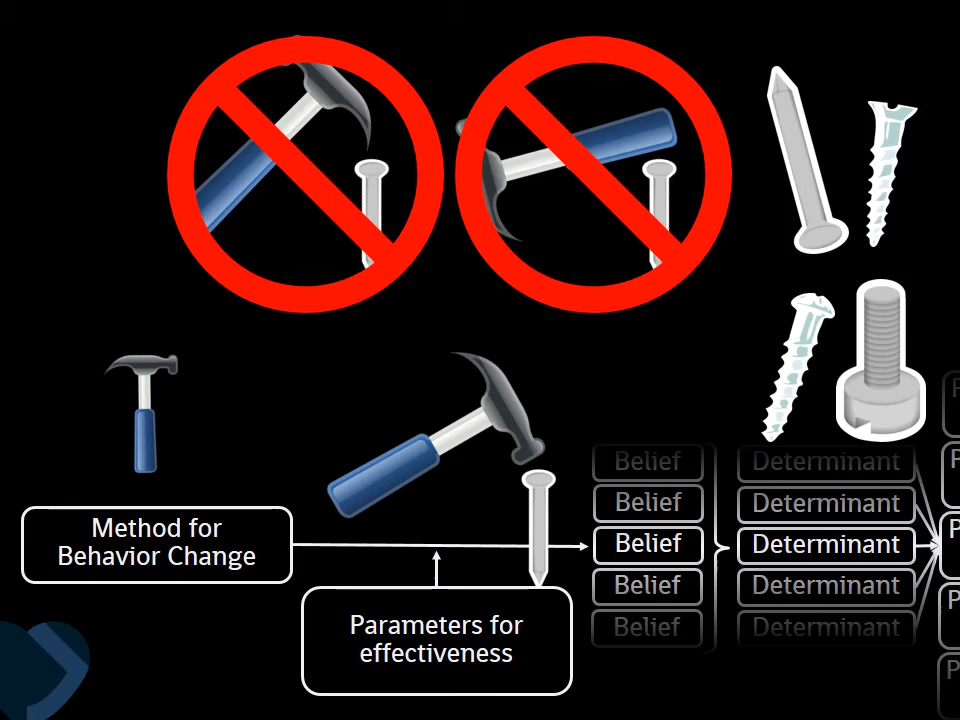 Method for
Behavior Change
Parameters for
effectiveness
Belief
Belief
Belief
Belief
Belief
Determinant
Determinant
Determinant
Determinant
Determinant
P
P
P
P